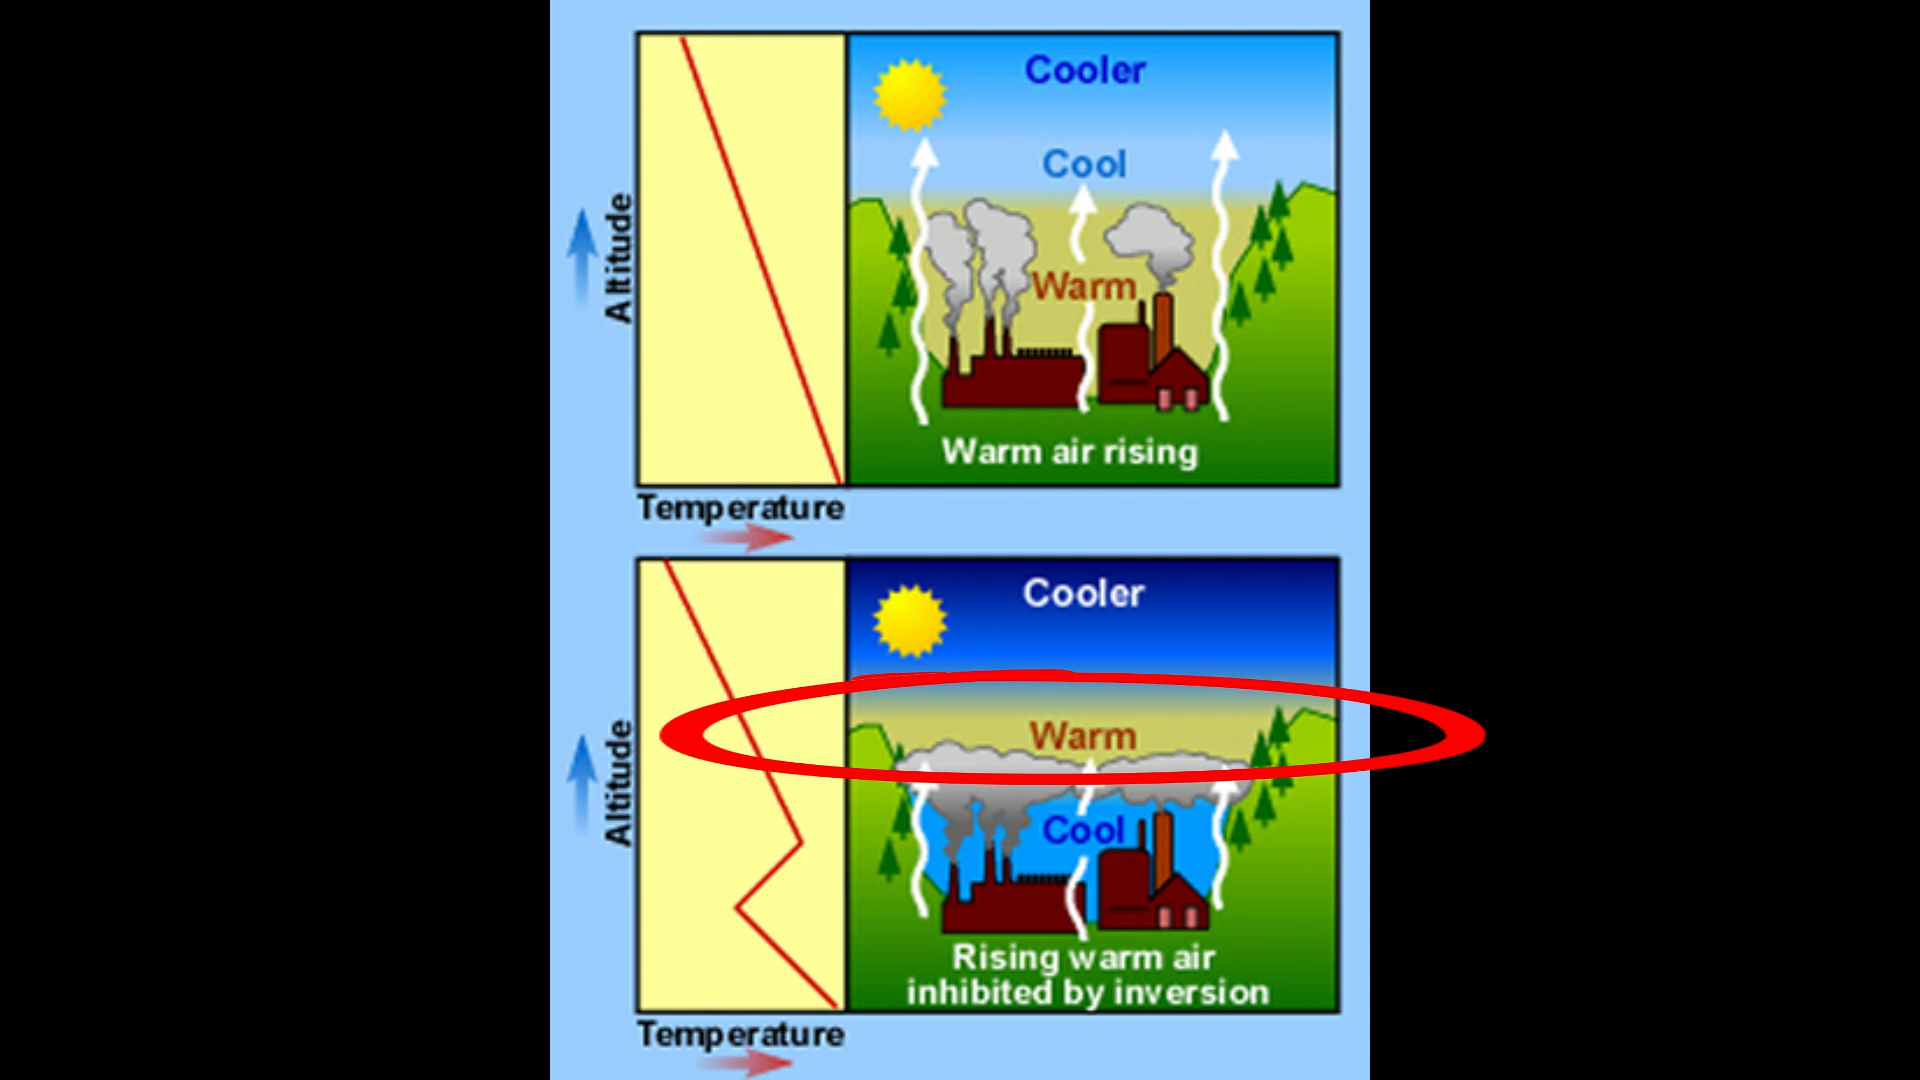 Cooler
Cool
Altitude
Warm
Warm air rising
Temperature
Cooler
Warm
Altitude
Cool
Rising warm air
inhibited by inversion
Temperature